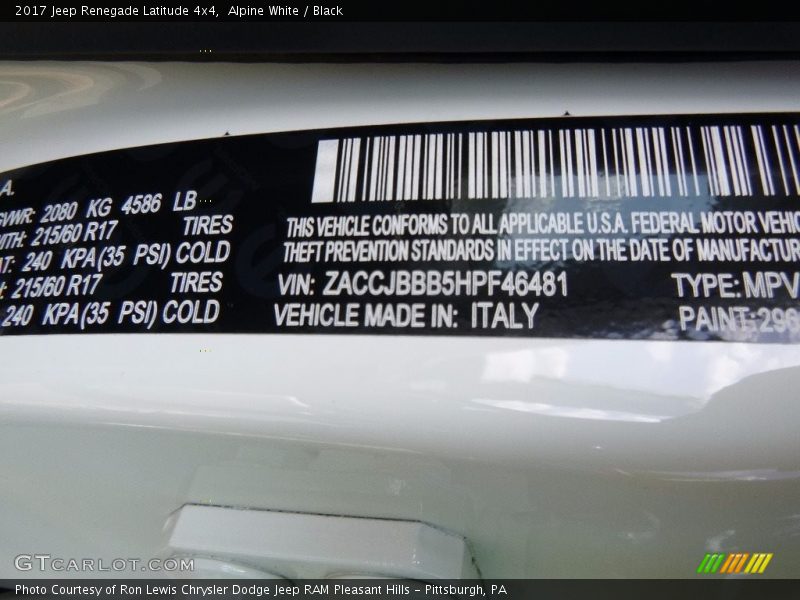 2017 Jeep Renegade Latitude 4x4,  Alpine White / Black
A.
GVWR: 2080 KG 4586 LB
WITH: 215/60 R17 TIRES
AT: 240 KPA(35 PSI) COLD
: 215/60 R17 TIRES
240 KPA(35 PSI) COLD
THIS VEHICLE CONFORMS TO ALL APPLICABLE U.S.A. FEDERAL MOTOR VEHIC
THEFT PREVENTION STANDARDS IN EFFECT ON THE DATE OF MANUFACTUR
VIN: ZACCJBBB5HPF46481 TYPE: MPV
VEHICLE MADE IN: ITALY PAINT: 296
GTCARLOT.COM
Photo Courtesy of Ron Lewis Chrysler Dodge Jeep RAM Pleasant Hills – Pittsburgh, PA